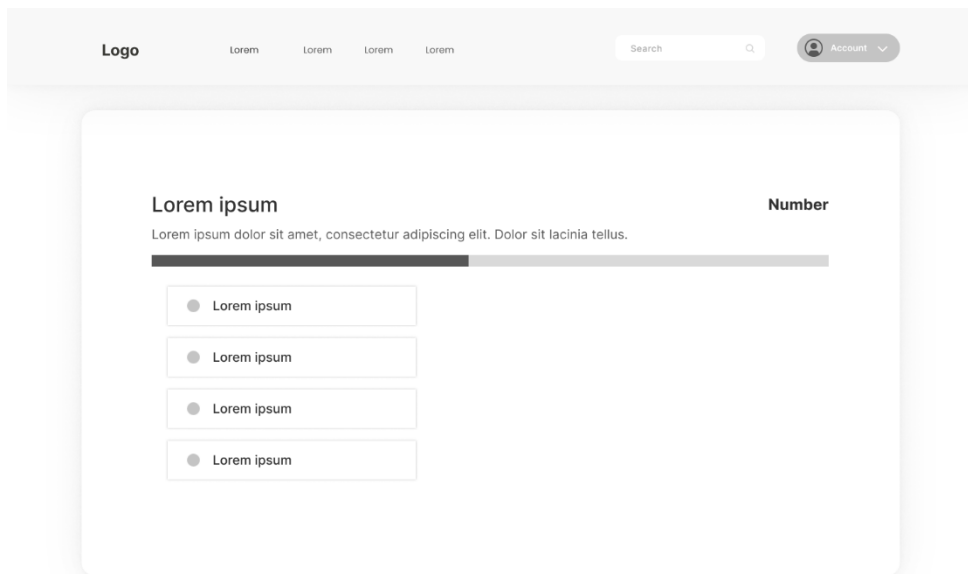 Logo
Lorem Lorem Lorem Lorem
Search
Account
Lorem ipsum
Number
Lorem ipsum dolor sit amet, consectetur adipiscing elit. Dolor sit lacinia tellus.
Lorem ipsum
Lorem ipsum
Lorem ipsum
Lorem ipsum